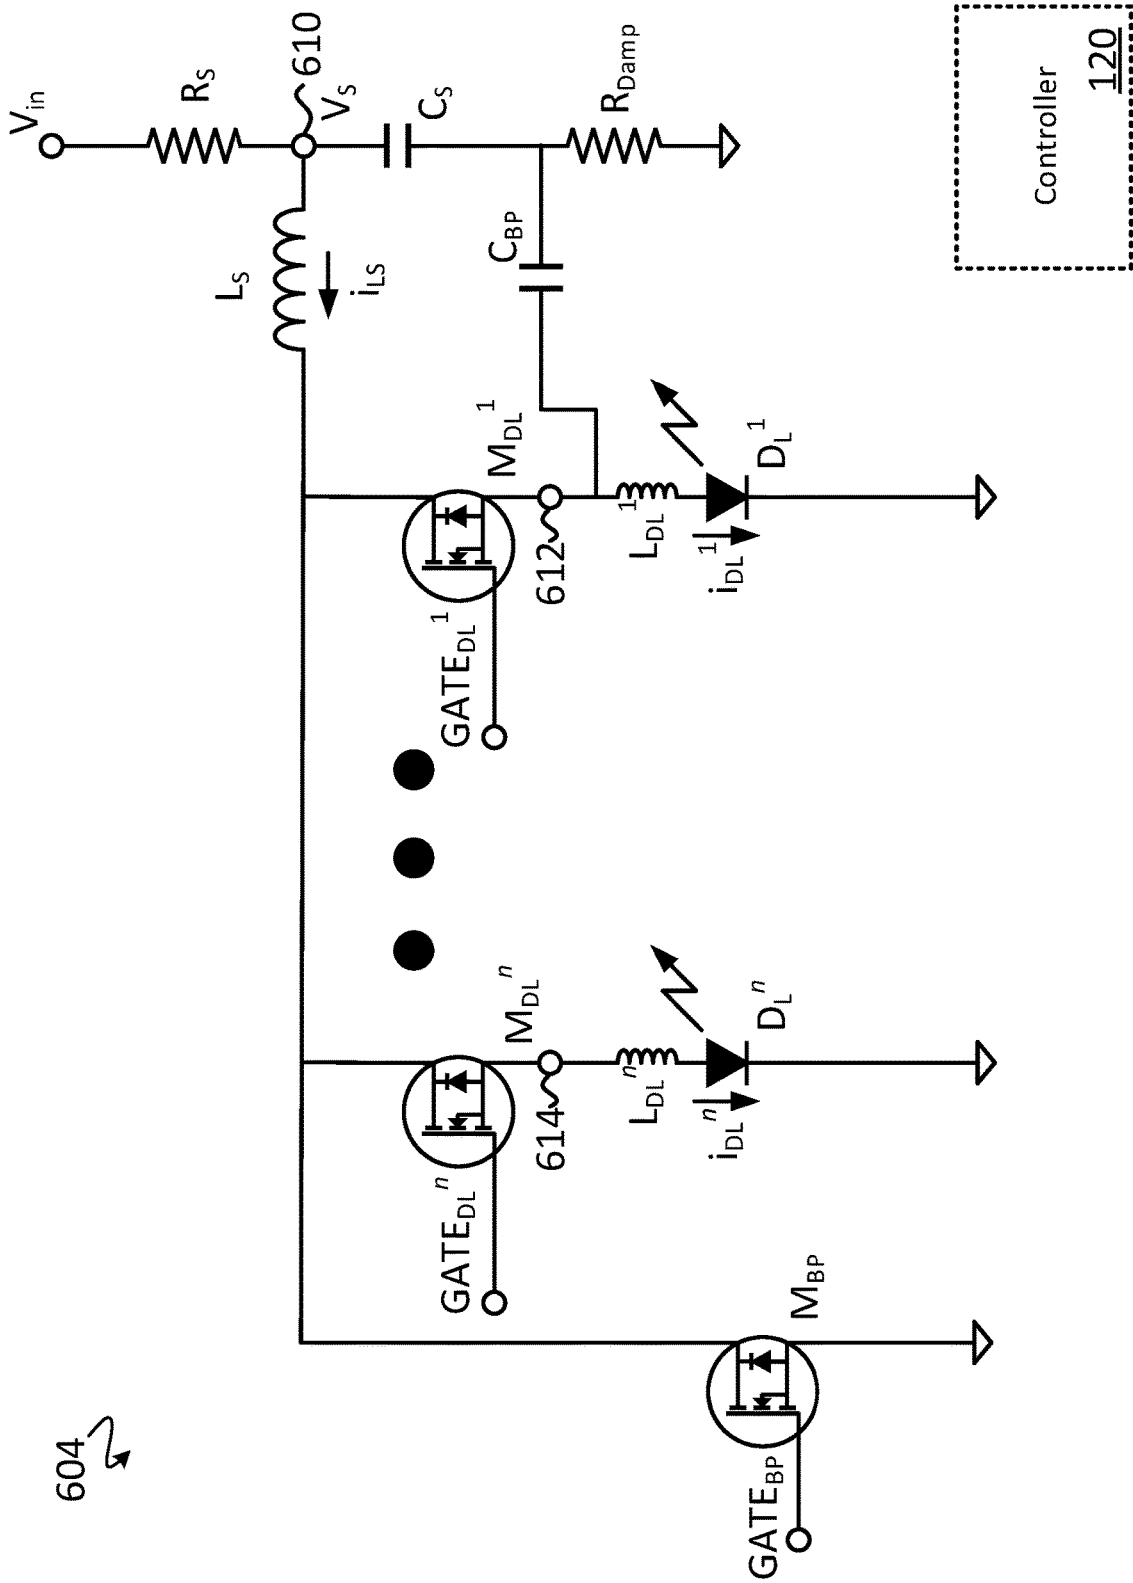 604
V_in
R_S
610
V_S
L_S
i_LS
C_S
R_Damp
C_BP
M_DL^1
GATE_DL^1
612
L_DL^1
i_DL^1
D_L^1
M_DL^n
GATE_DL^n
614
L_DL^n
i_DL^n
D_L^n
M_BP
GATE_BP
Controller
120